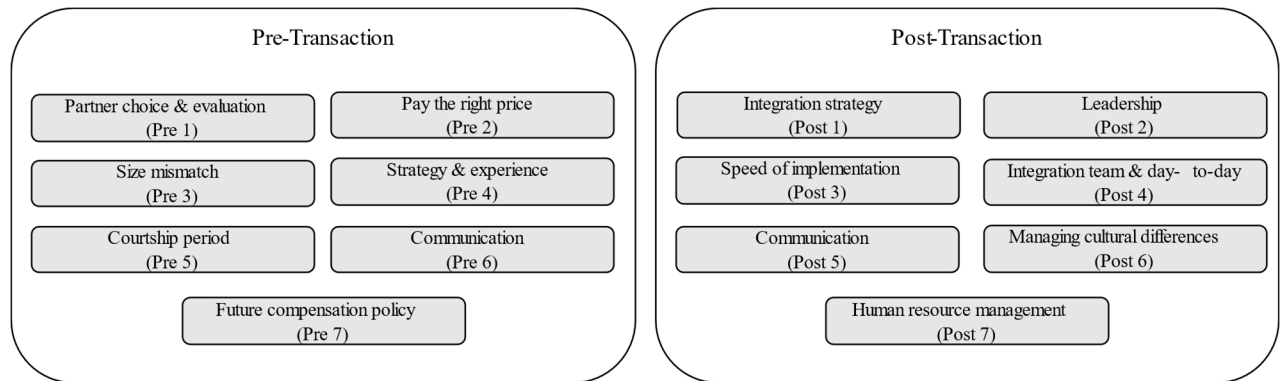 Pre-Transaction
Partner choice & evaluation
(Pre 1)
Pay the right price
(Pre 2)
Size mismatch
(Pre 3)
Strategy & experience
(Pre 4)
Courtship period
(Pre 5)
Communication
(Pre 6)
Future compensation policy
(Pre 7)
Post-Transaction
Integration strategy
(Post 1)
Leadership
(Post 2)
Speed of implementation
(Post 3)
Integration team & day- to-day
(Post 4)
Communication
(Post 5)
Managing cultural differences
(Post 6)
Human resource management
(Post 7)